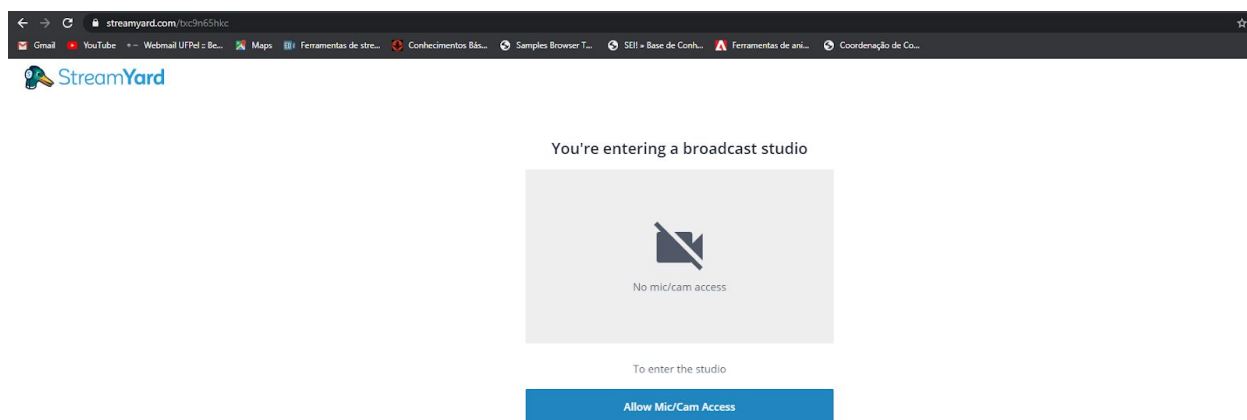 streamyard.com/txc9n65hkc
Gmail YouTube Webmail UFPel :: Be... Maps Ferramentas de stre... Conhecimentos Bás... Samples Browser T... SEI! » Base de Conh... Ferramentas de ani... Coordenação de Co...
StreamYard
You're entering a broadcast studio
No mic/cam access
To enter the studio
Allow Mic/Cam Access